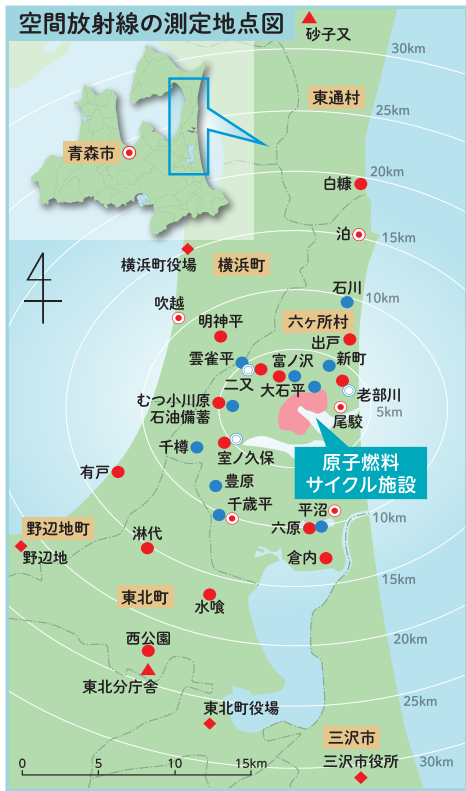 空間放射線の測定地点図
砂子又
30km
東通村
25km
青森市
20km
白糠
泊
15km
横浜町役場
横浜町
石川
10km
吹越
明神平
六ヶ所村
出戸
雲雀平
富ノ沢
新町
二又
大石平
老部川
むつ小川原
石油備蓄
尾駮
5km
千樽
室ノ久保
原子燃料
サイクル施設
有戸
豊原
千歳平
平沼
10km
野辺地町
六原
野辺地
淋代
倉内
15km
東北町
水喰
西公園
20km
東北分庁舎
25km
東北町役場
三沢市
三沢市役所
30km
0
5
10
15km